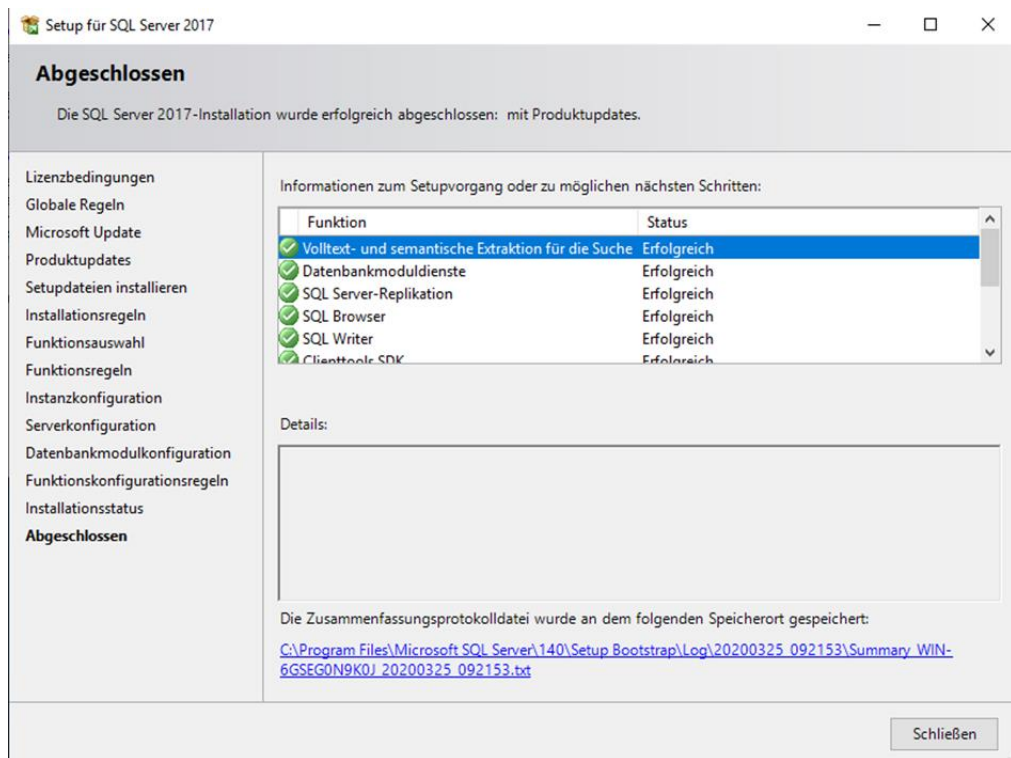 Setup für SQL Server 2017
Abgeschlossen
Die SQL Server 2017-Installation wurde erfolgreich abgeschlossen: mit Produktupdates.
Lizenzbedingungen
Globale Regeln
Microsoft Update
Produktupdates
Setupdateien installieren
Installationsregeln
Funktionsauswahl
Funktionsregeln
Instanzkonfiguration
Serverkonfiguration
Datenbankmodulkonfiguration
Funktionskonfigurationsregeln
Installationsstatus
Abgeschlossen
Informationen zum Setupvorgang oder zu möglichen nächsten Schritten:
Funktion Status
Volltext- und semantische Extraktion für die Suche Erfolgreich
Datenbankmoduldienste Erfolgreich
SQL Server-Replikation Erfolgreich
SQL Browser Erfolgreich
SQL Writer Erfolgreich
Clienttools SDK Erfolgreich
Details:
Die Zusammenfassungsprotokolldatei wurde an dem folgenden Speicherort gespeichert:
C:\Program Files\Microsoft SQL Server\140\Setup Bootstrap\Log\20200325_092153\Summary_WIN-
6GSEG0N9K0J_20200325_092153.txt
Schließen